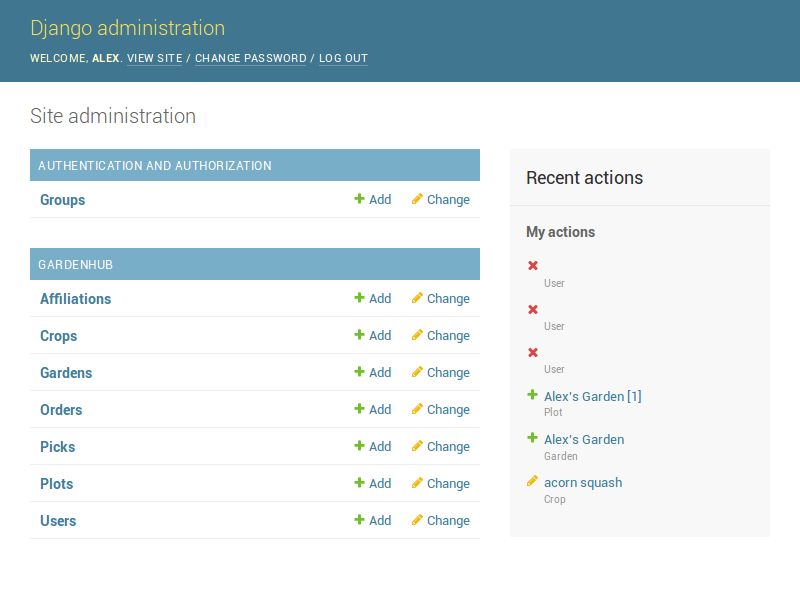 Django administration
WELCOME, ALEX. VIEW SITE / CHANGE PASSWORD / LOG OUT
Site administration
AUTHENTICATION AND AUTHORIZATION
Groups Add Change
GARDENHUB
Affiliations Add Change
Crops Add Change
Gardens Add Change
Orders Add Change
Picks Add Change
Plots Add Change
Users Add Change
Recent actions
My actions
User
User
User
Alex's Garden [1]
Plot
Alex's Garden
Garden
acorn squash
Crop